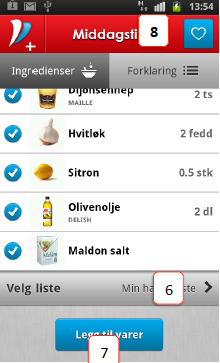 13:54
Middagsti
8
Ingredienser
Forklaring
Dijonsennep
MAILLE
2 ts
Hvitløk
2 fedd
Sitron
0.5 stk
Olivenolje
DELISH
2 dl
Maldon salt
Velg liste
Min ha
6
ste
Legg til varer
7